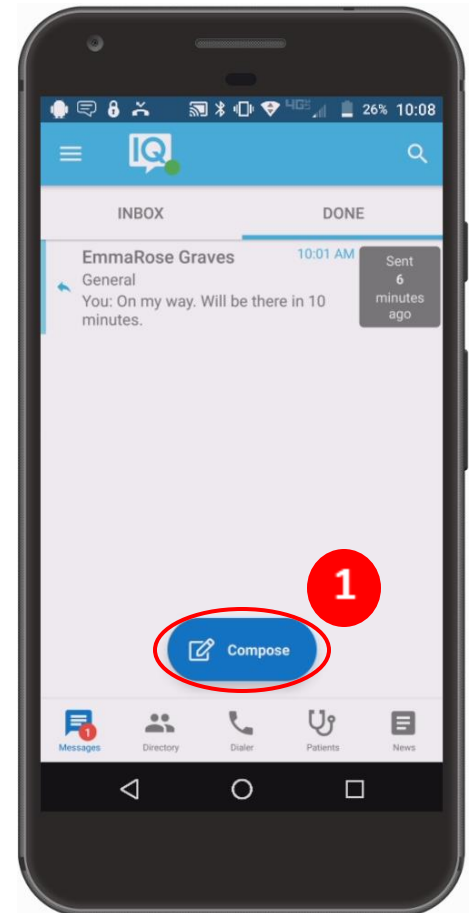 4G 26% 10:08
IQ
INBOX DONE
EmmaRose Graves 10:01 AM
General
You: On my way. Will be there in 10
minutes.
Sent
6
minutes
ago
1
Compose
1
Messages Directory Dialer Patients News